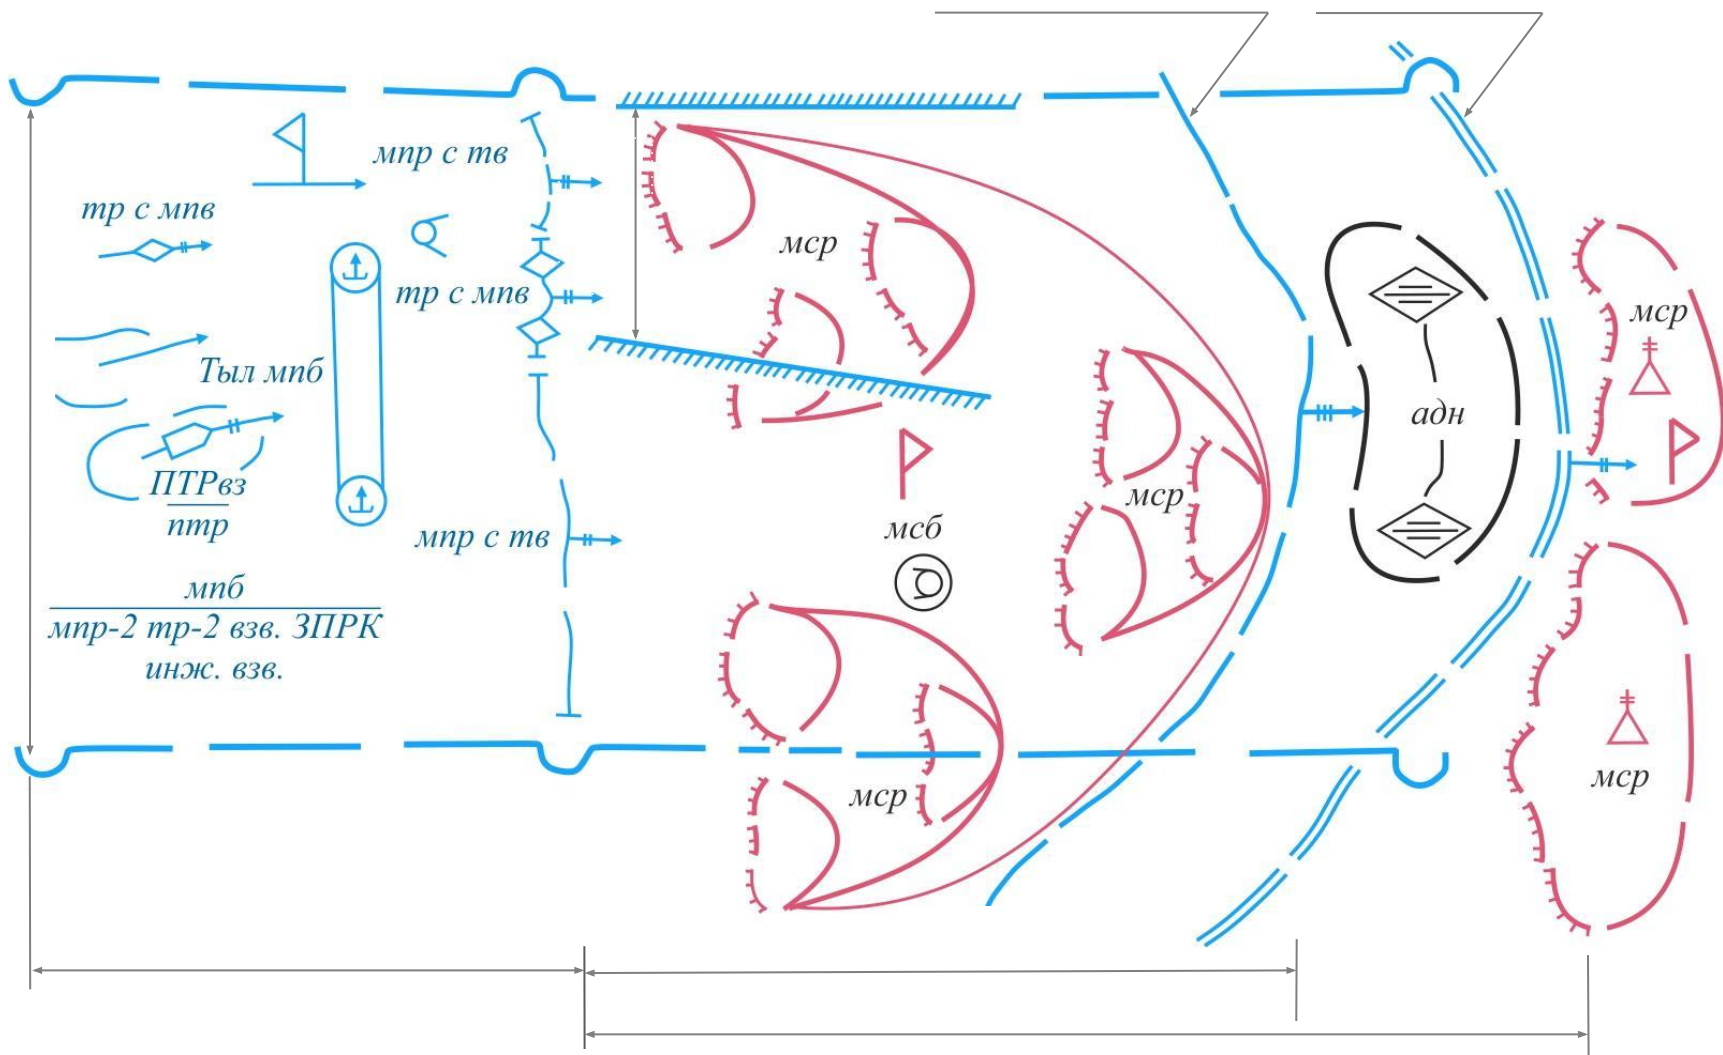 мпр с тв
тр с мпв
тр с мпв
Тыл мпб
ПТРвз
птр
мпр с тв
мпб
мпр-2 тр-2 взв. ЗПРК
инж. взв.
мср
мср
мсб
мср
адн
мср
мср